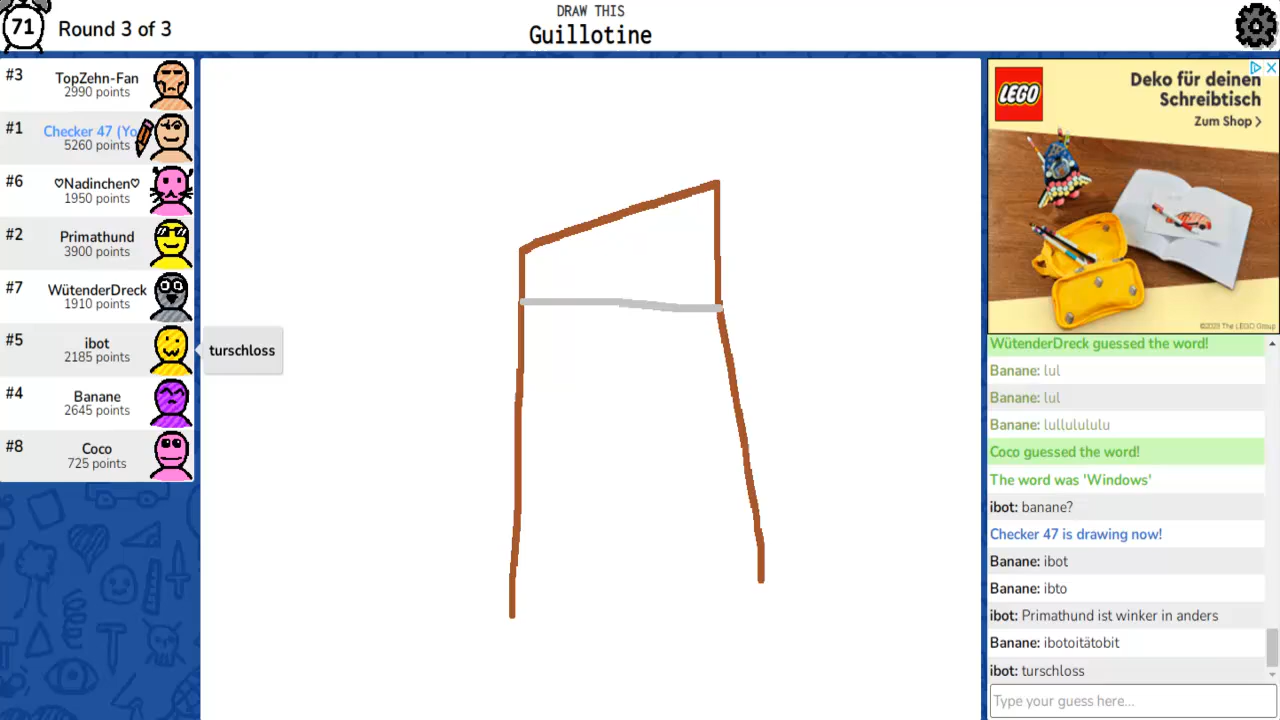 71
Round 3 of 3
DRAW THIS
Guillotine
#3
TopZehn-Fan
2990 points
#1
Checker 47 (Yo
5260 points
#6
♡Nadinchen♡
1950 points
#2
Primathund
3900 points
#7
WütenderDreck
1910 points
#5
ibot
2185 points
turschloss
#4
Banane
2645 points
#8
Coco
725 points
LEGO
Deko für deinen
Schreibtisch
Zum Shop >
©2023 The LEGO Group
WütenderDreck guessed the word!
Banane: lul
Banane: lul
Banane: lullulululu
Coco guessed the word!
The word was 'Windows'
ibot: banane?
Checker 47 is drawing now!
Banane: ibot
Banane: ibto
ibot: Primathund ist winker in anders
Banane: ibotoitätobit
ibot: turschloss
Type your guess here...